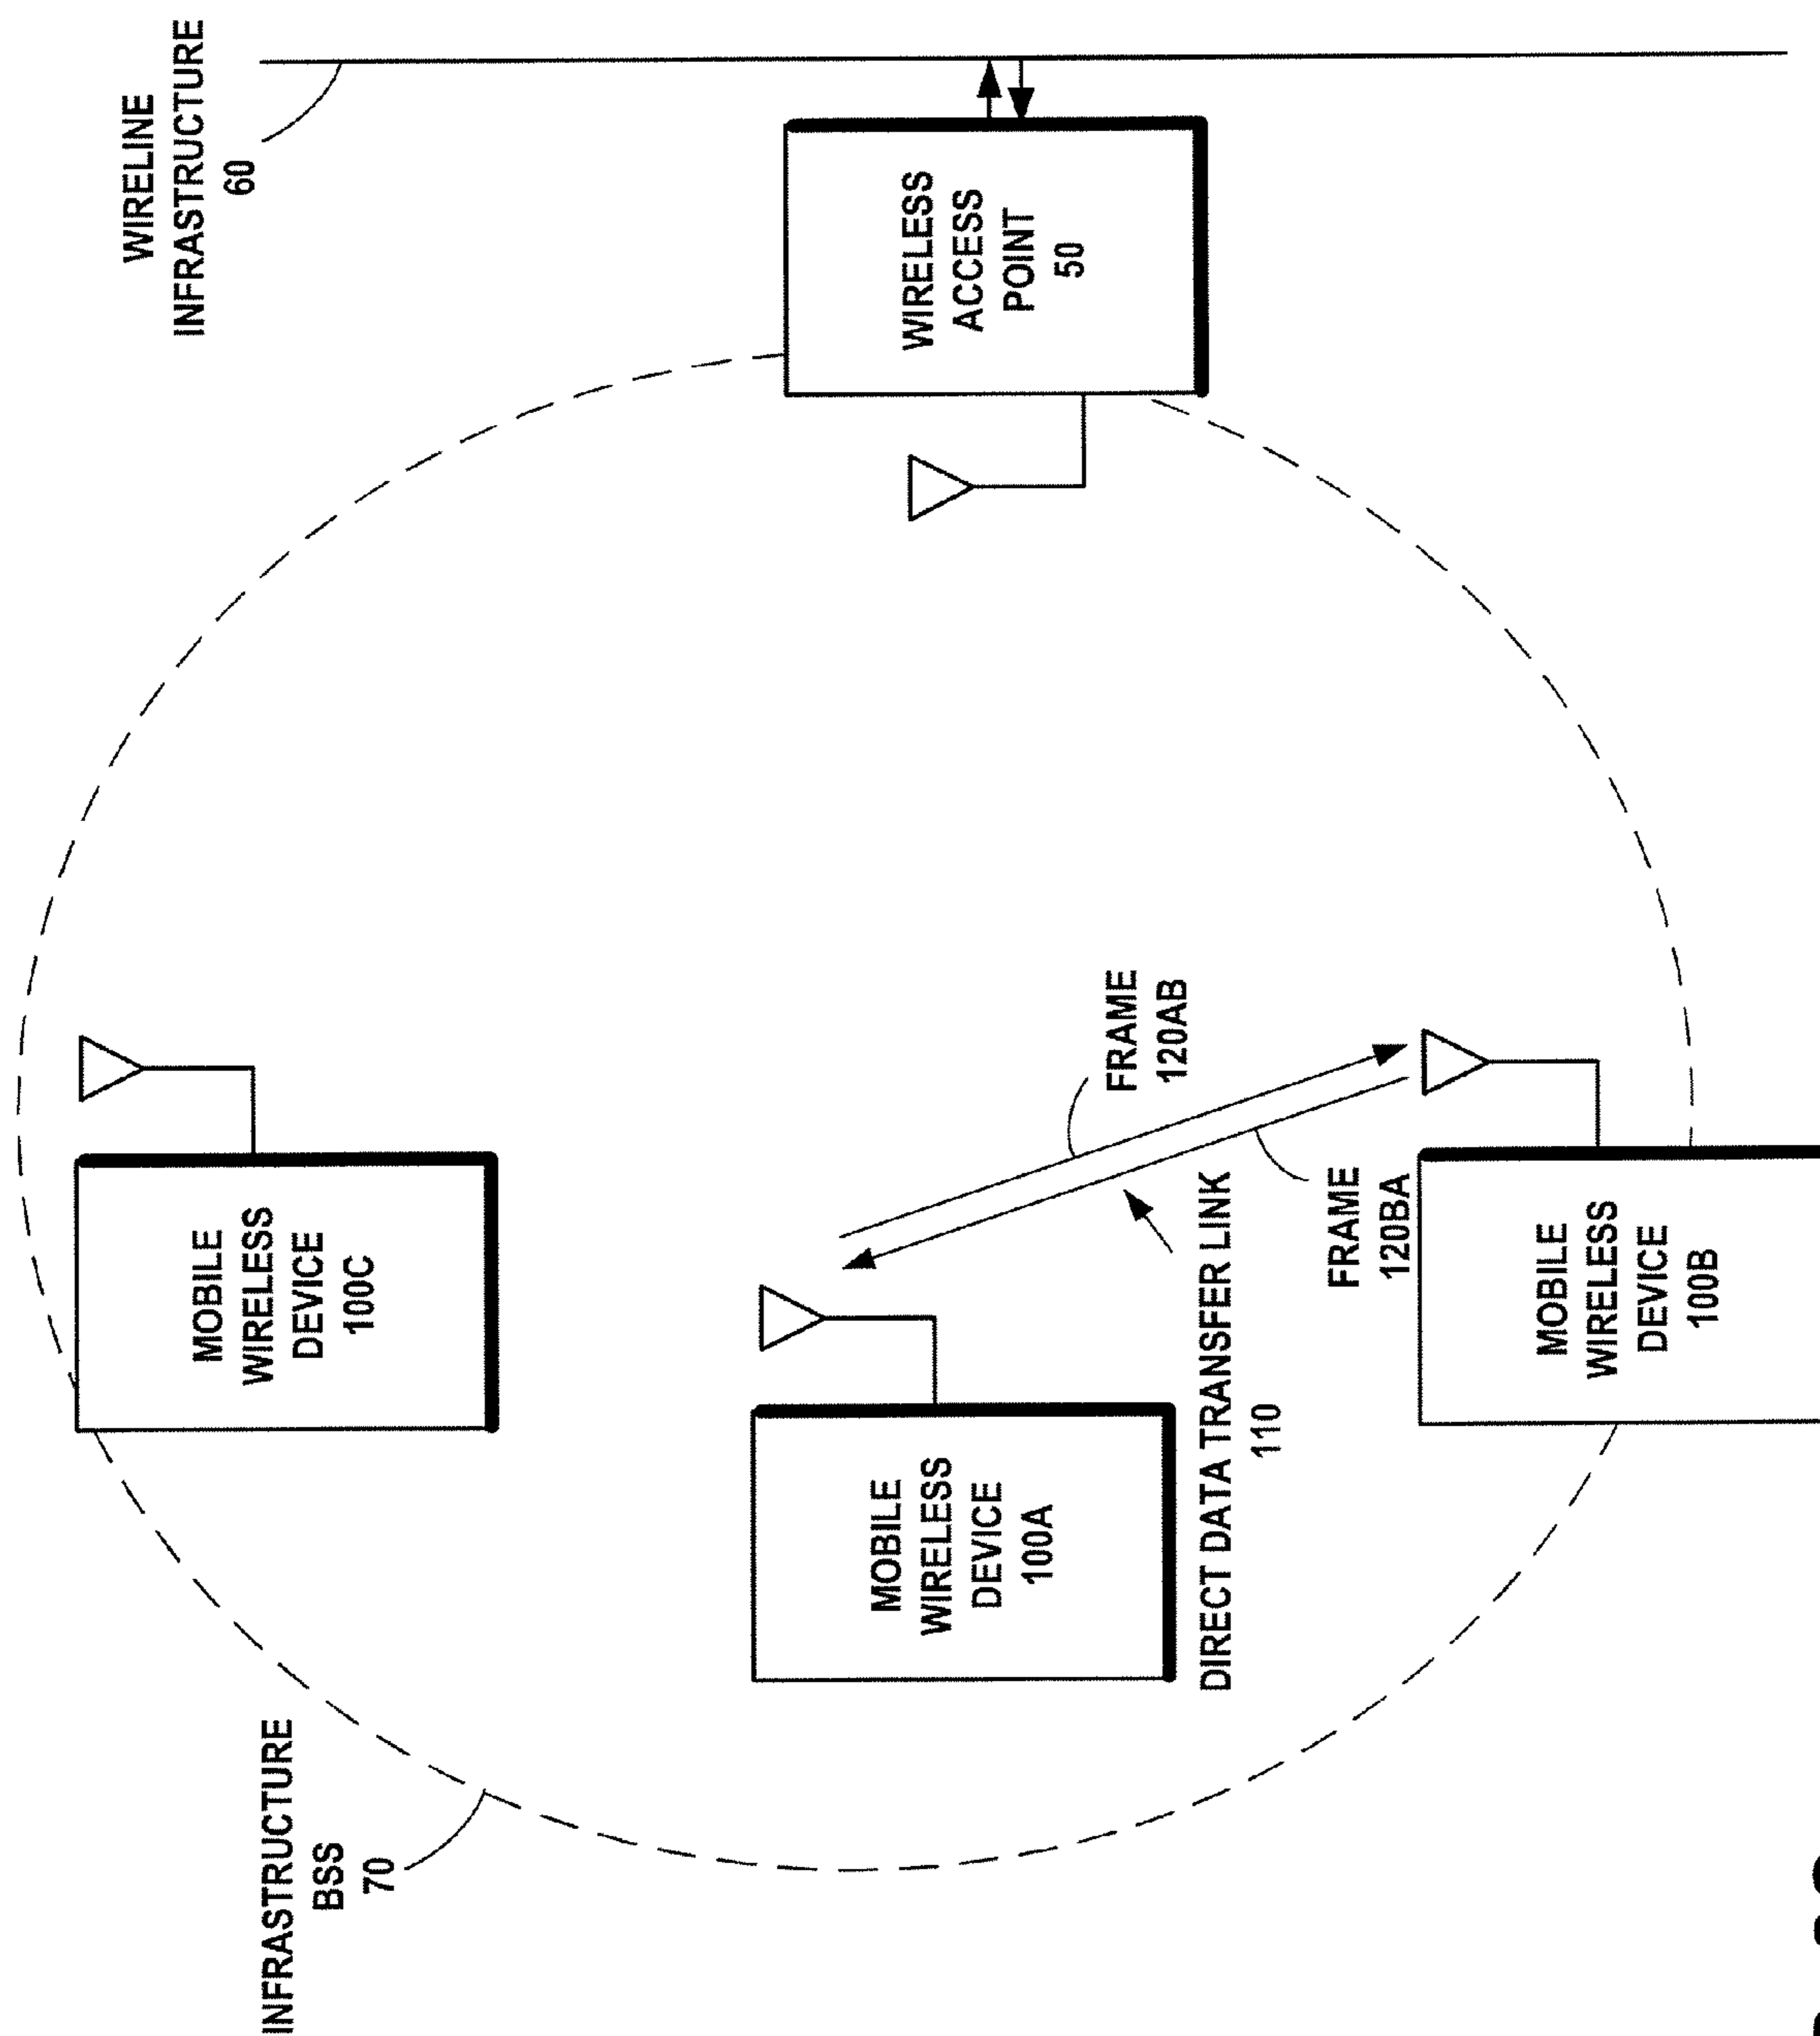 WIRELINE
INFRASTRUCTURE
60
WIRELESS
ACCESS
POINT
50
MOBILE
WIRELESS
DEVICE
100C
FRAME
120AB
MOBILE
WIRELESS
DEVICE
100A
DIRECT DATA TRANSFER LINK
110
FRAME
120BA
MOBILE
WIRELESS
DEVICE
100B
INFRASTRUCTURE
BSS
70